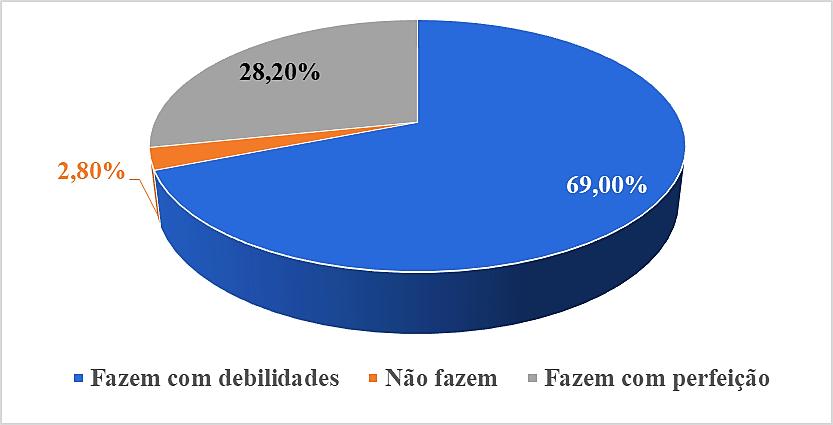 28,20%
2,80%
69,00%
Fazem com debilidades
Não fazem
Fazem com perfeição